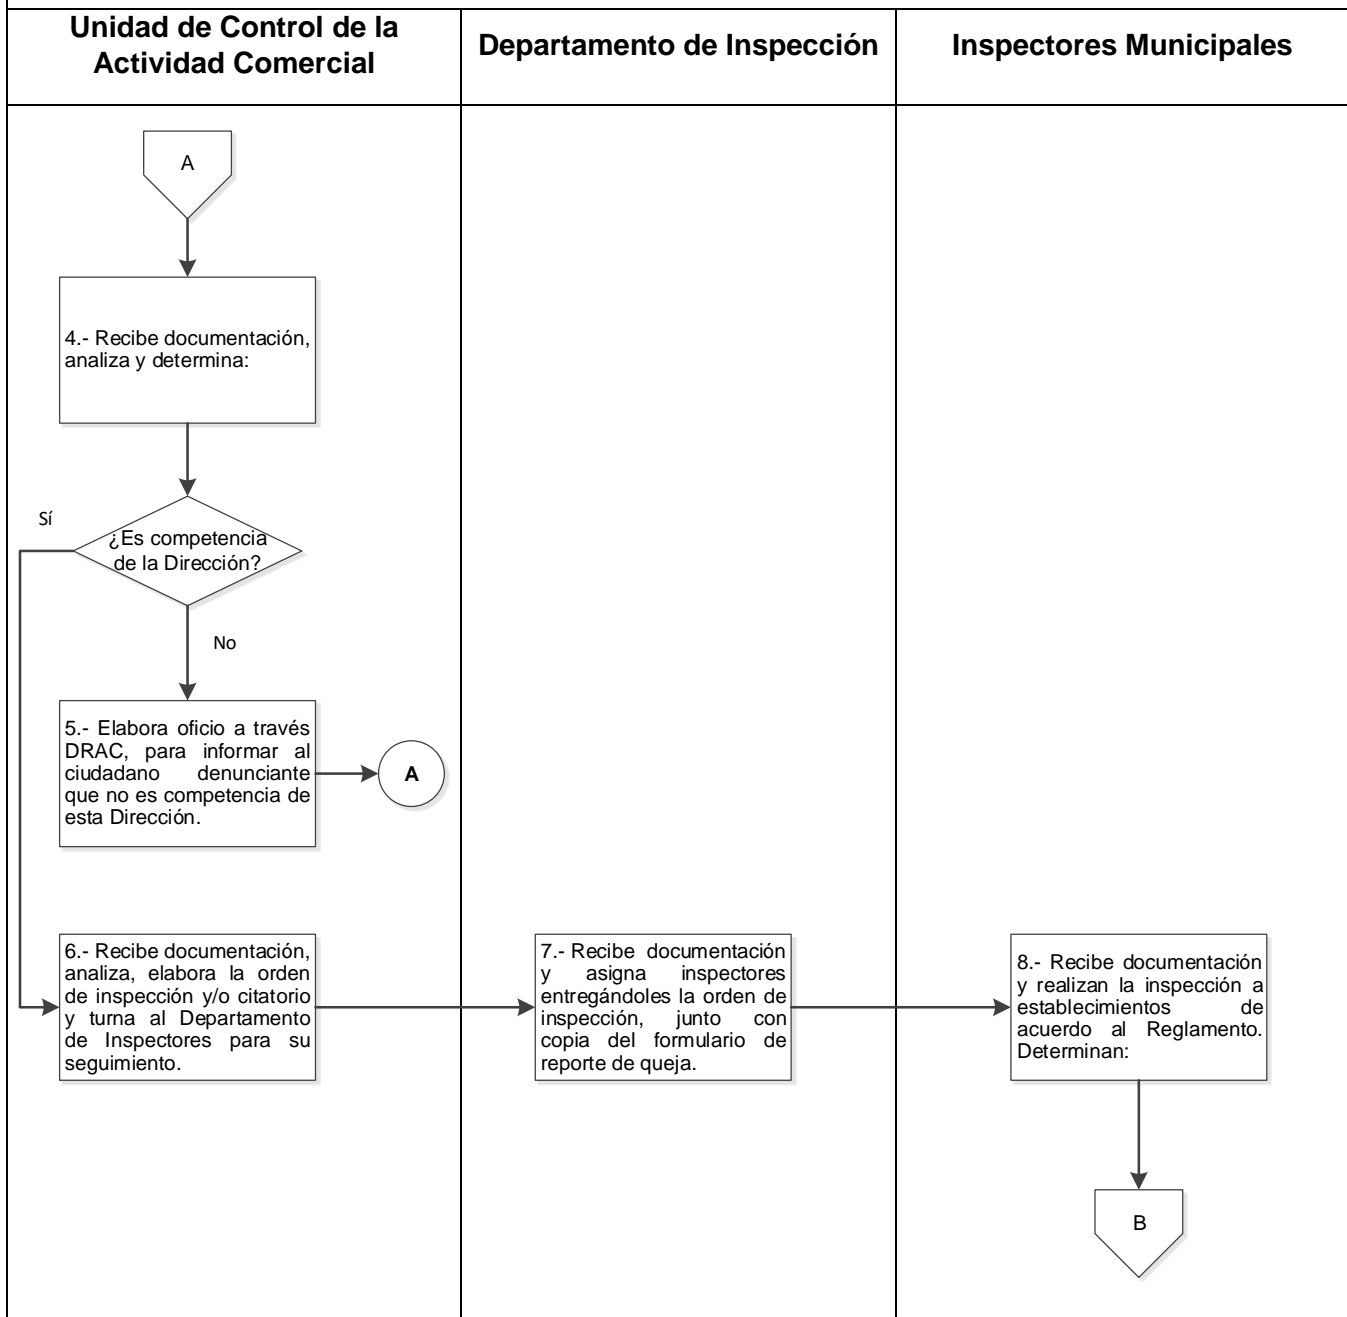 Unidad de Control de la
Actividad Comercial
Departamento de Inspección
Inspectores Municipales
A
4.- Recibe documentación,
analiza y determina:
Sí
¿Es competencia
de la Dirección?
No
5.- Elabora oficio a través
DRAC, para informar al
ciudadano denunciante
que no es competencia de
esta Dirección.
A
6.- Recibe documentación,
analiza, elabora la orden
de inspección y/o citatorio
y turna al Departamento
de Inspectores para su
seguimiento.
7.- Recibe documentación
y asigna inspectores
entregándoles la orden de
inspección, junto con
copia del formulario de
reporte de queja.
8.- Recibe documentación
y realizan la inspección a
establecimientos de
acuerdo al Reglamento.
Determinan:
B